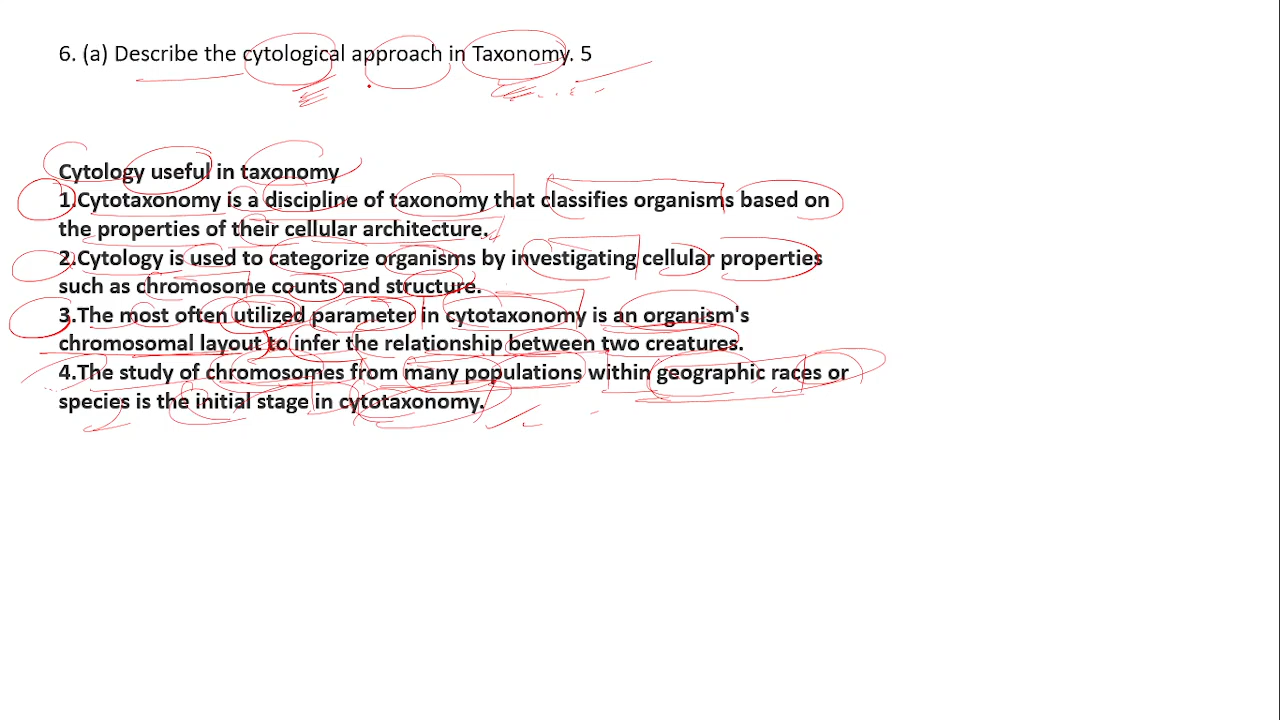 6. (a) Describe the cytological approach in Taxonomy. 5
Cytology useful in taxonomy
1.Cytotaxonomy is a discipline of taxonomy that classifies organisms based on
the properties of their cellular architecture.
2.Cytology is used to categorize organisms by investigating cellular properties
such as chromosome counts and structure.
3.The most often utilized parameter in cytotaxonomy is an organism's
chromosomal layout to infer the relationship between two creatures.
4.The study of chromosomes from many populations within geographic races or
species is the initial stage in cytotaxonomy.